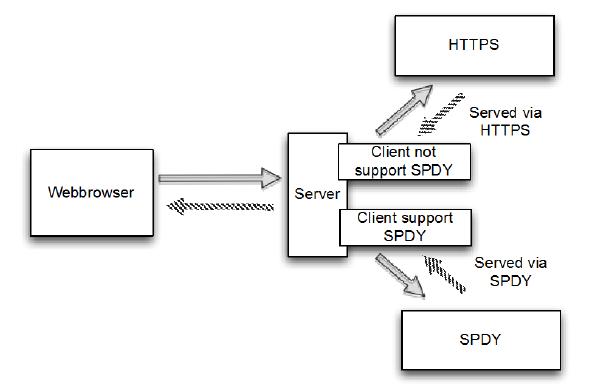 HTTPS
Served via
HTTPS
Client not
support SPDY
Webbrowser
Server
Client support
SPDY
Served via
SPDY
SPDY